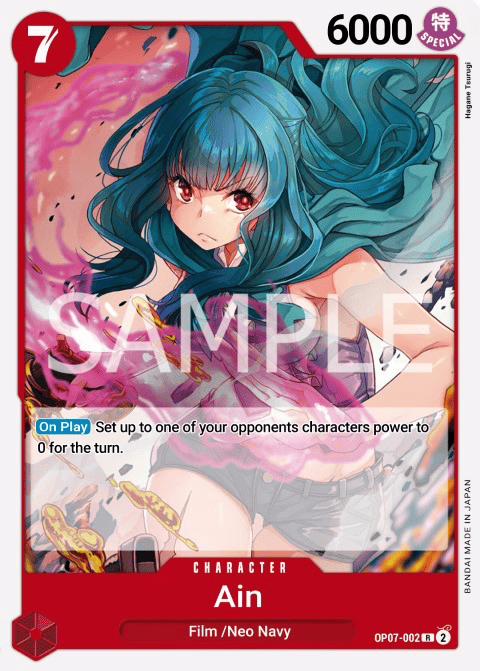 7
6000
特
SPECIAL
Hagane Tsurugi
SAMPLE
On Play Set up to one of your opponents characters power to
0 for the turn.
BANDAI MADE IN JAPAN
CHARACTER
Ain
Film /Neo Navy
OP07-002 R 2